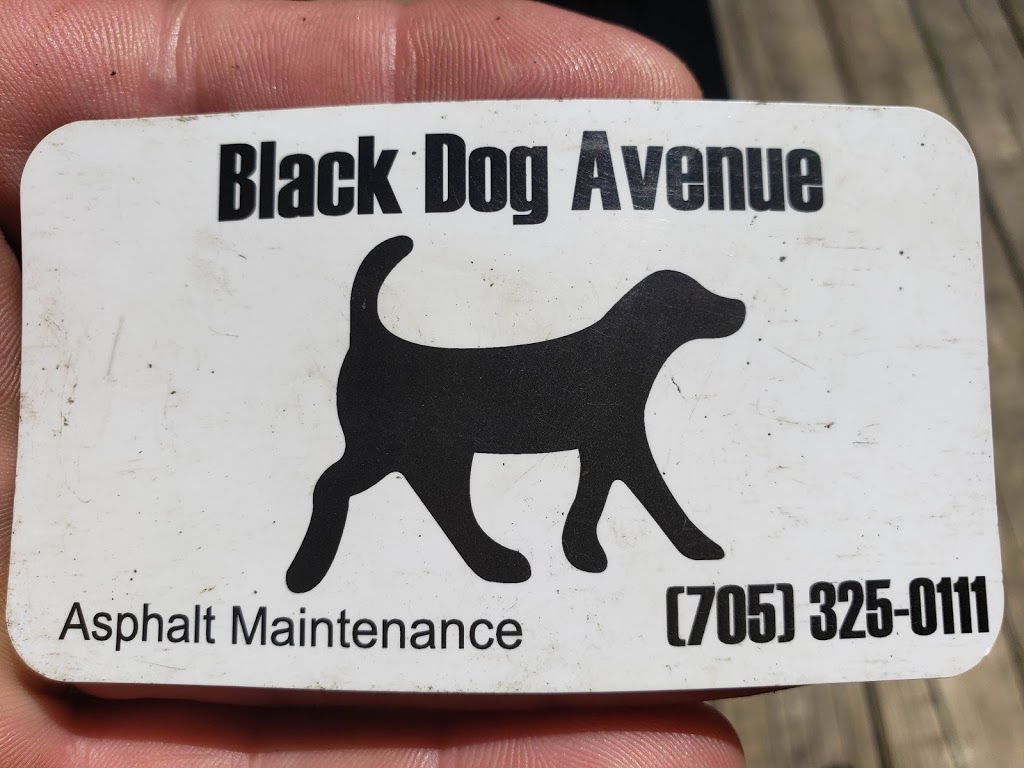 Black Dog Avenue
Asphalt Maintenance
(705) 325-0111